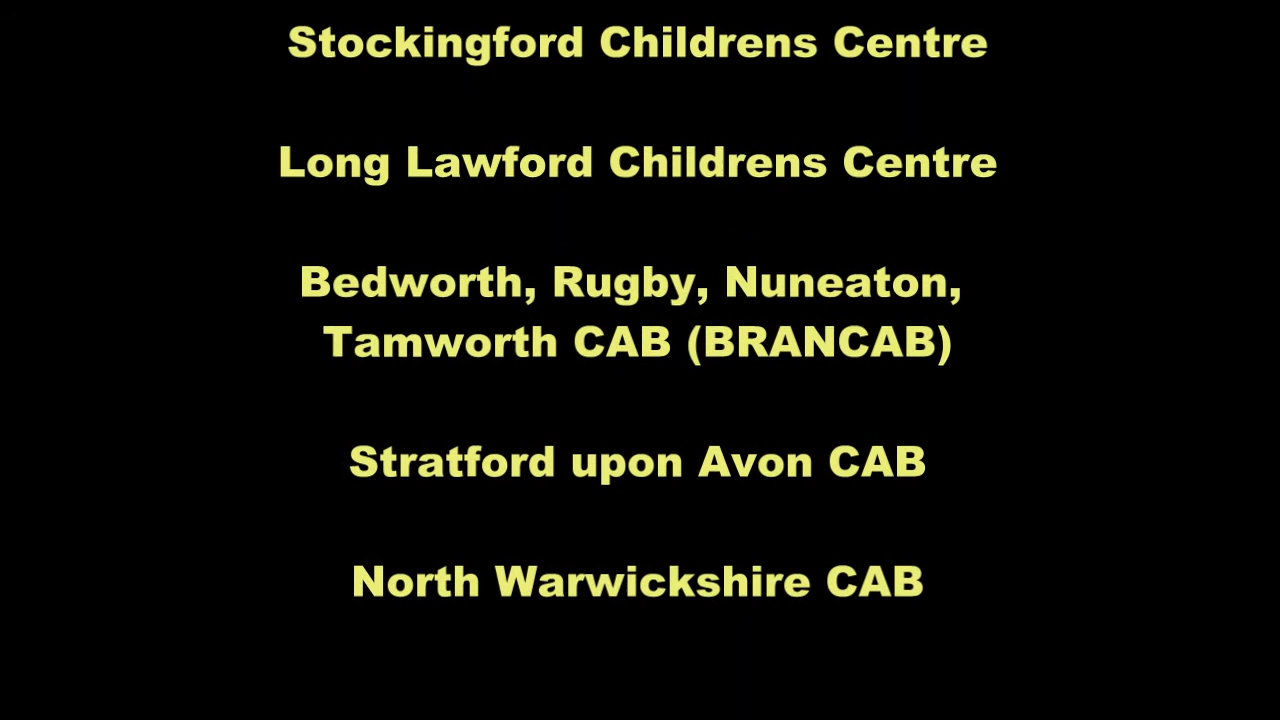 Stockingford Childrens Centre
Long Lawford Childrens Centre
Bedworth, Rugby, Nuneaton,
Tamworth CAB (BRANCAB)
Stratford upon Avon CAB
North Warwickshire CAB